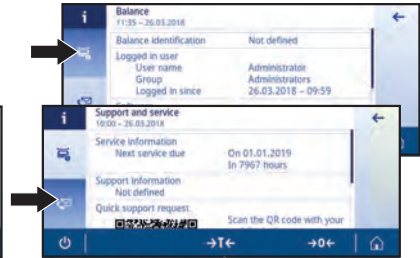 i
Balance
11:35 – 26.03.2018
Balance identification Not defined
Logged in user
User name Administrator
Group Administrators
Logged in since 26.03.2018 – 09:59
i
Support and service
10:00 – 26.03.2018
Service information
Next service due On 01.01.2019
In 7967 hours
Support information
Not defined
Quick support request
Scan the QR code with your
→T← →0←